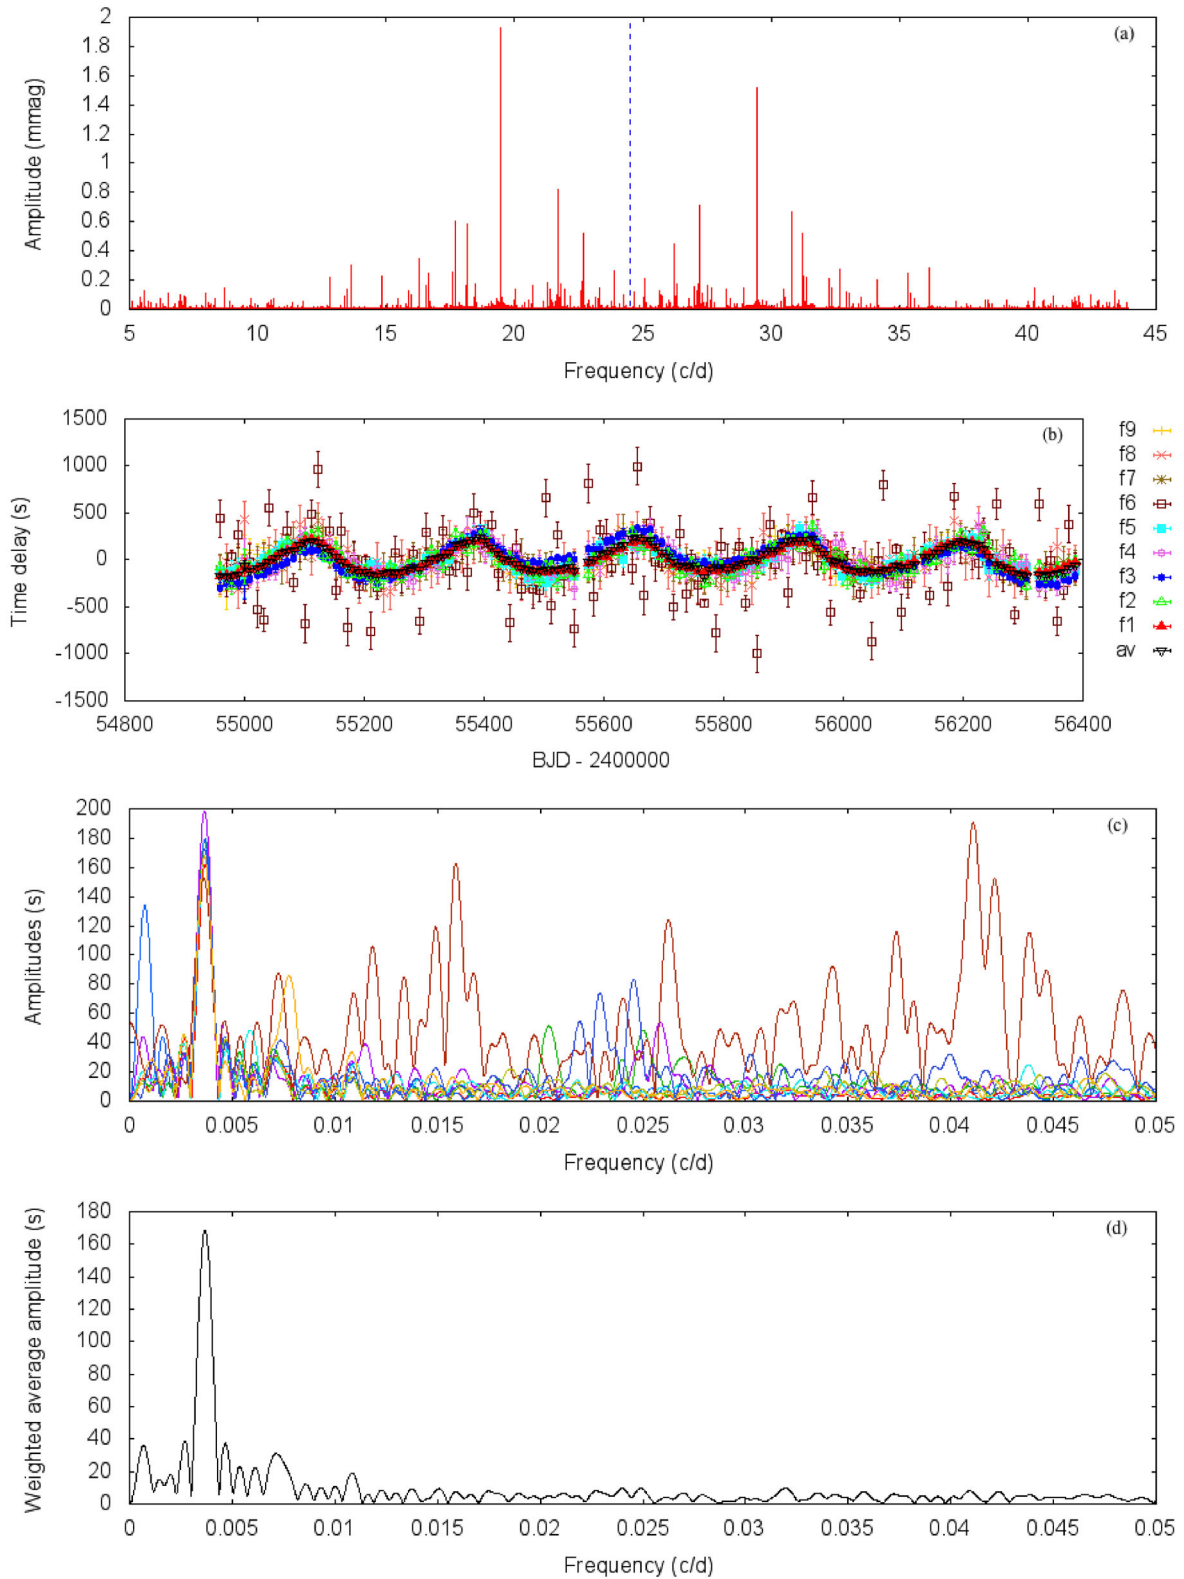 (a)
Amplitude (mmag)
2
1.8
1.6
1.4
1.2
1
0.8
0.6
0.4
0.2
0
5 10 15 20 25 30 35 40 45
Frequency (c/d)
(b)
Time delay (s)
1500
1000
500
0
-500
-1000
-1500
54800 55000 55200 55400 55600 55800 56000 56200 56400
BJD - 2400000
f9
f8
f7
f6
f5
f4
f3
f2
f1
av
(c)
Amplitudes (s)
200
180
160
140
120
100
80
60
40
20
0
0 0.005 0.01 0.015 0.02 0.025 0.03 0.035 0.04 0.045 0.05
Frequency (c/d)
(d)
Weighted average amplitude (s)
180
160
140
120
100
80
60
40
20
0
0 0.005 0.01 0.015 0.02 0.025 0.03 0.035 0.04 0.045 0.05
Frequency (c/d)